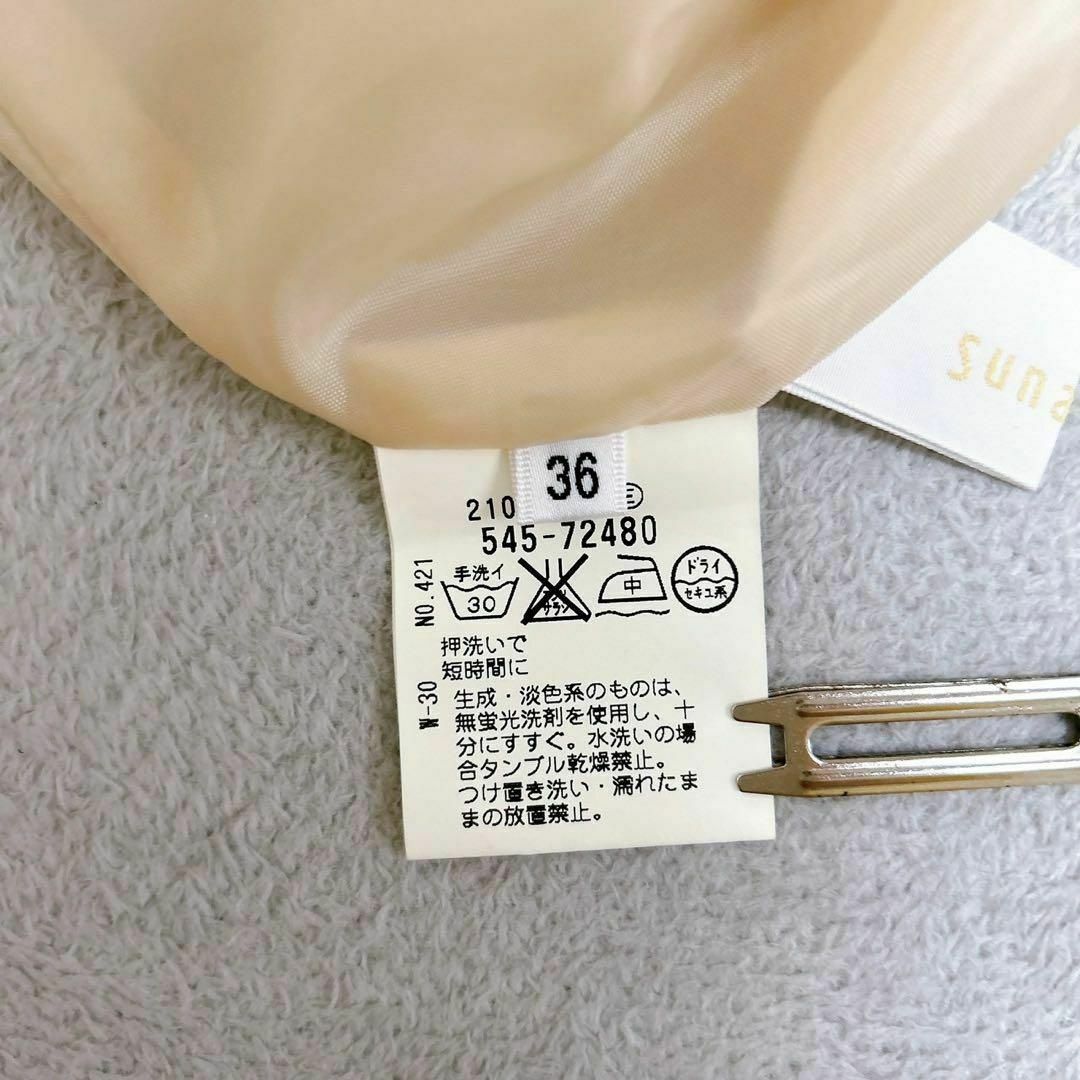 suns
36
210
545-72480
NO.421
手洗イ
30
中
ドライ
セキユ系
押洗いで
短時間に
W-30
生成・淡色系のものは、
無蛍光洗剤を使用し、十
分にすすぐ。水洗いの場
合タンブル乾燥禁止。
つけ置き洗い・濡れたま
まの放置禁止。